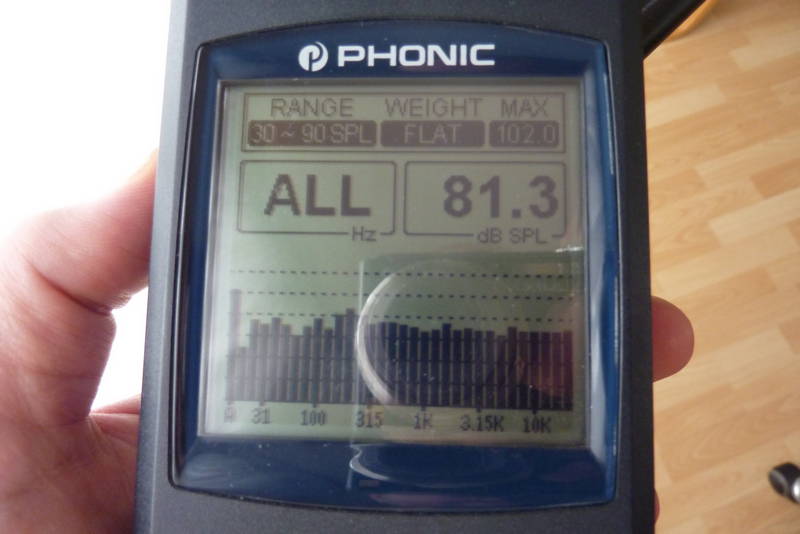 PHONIC
RANGE WEIGHT MAX
30 ~ 90 SPL FLAT 102.0
ALL 81.3
Hz dB SPL
A 31 100 315 1K 3.15K 10K